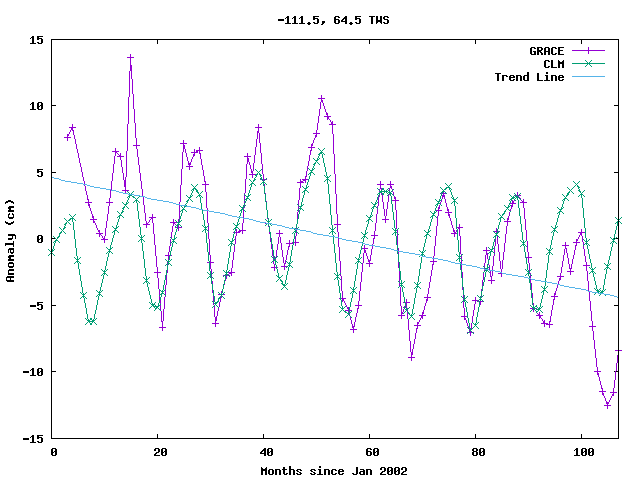 -111.5, 64.5 TWS
GRACE
CLM
Trend Line
15
10
5
0
-5
-10
-15
Anomaly (cm)
0 20 40 60 80 100
Months since Jan 2002